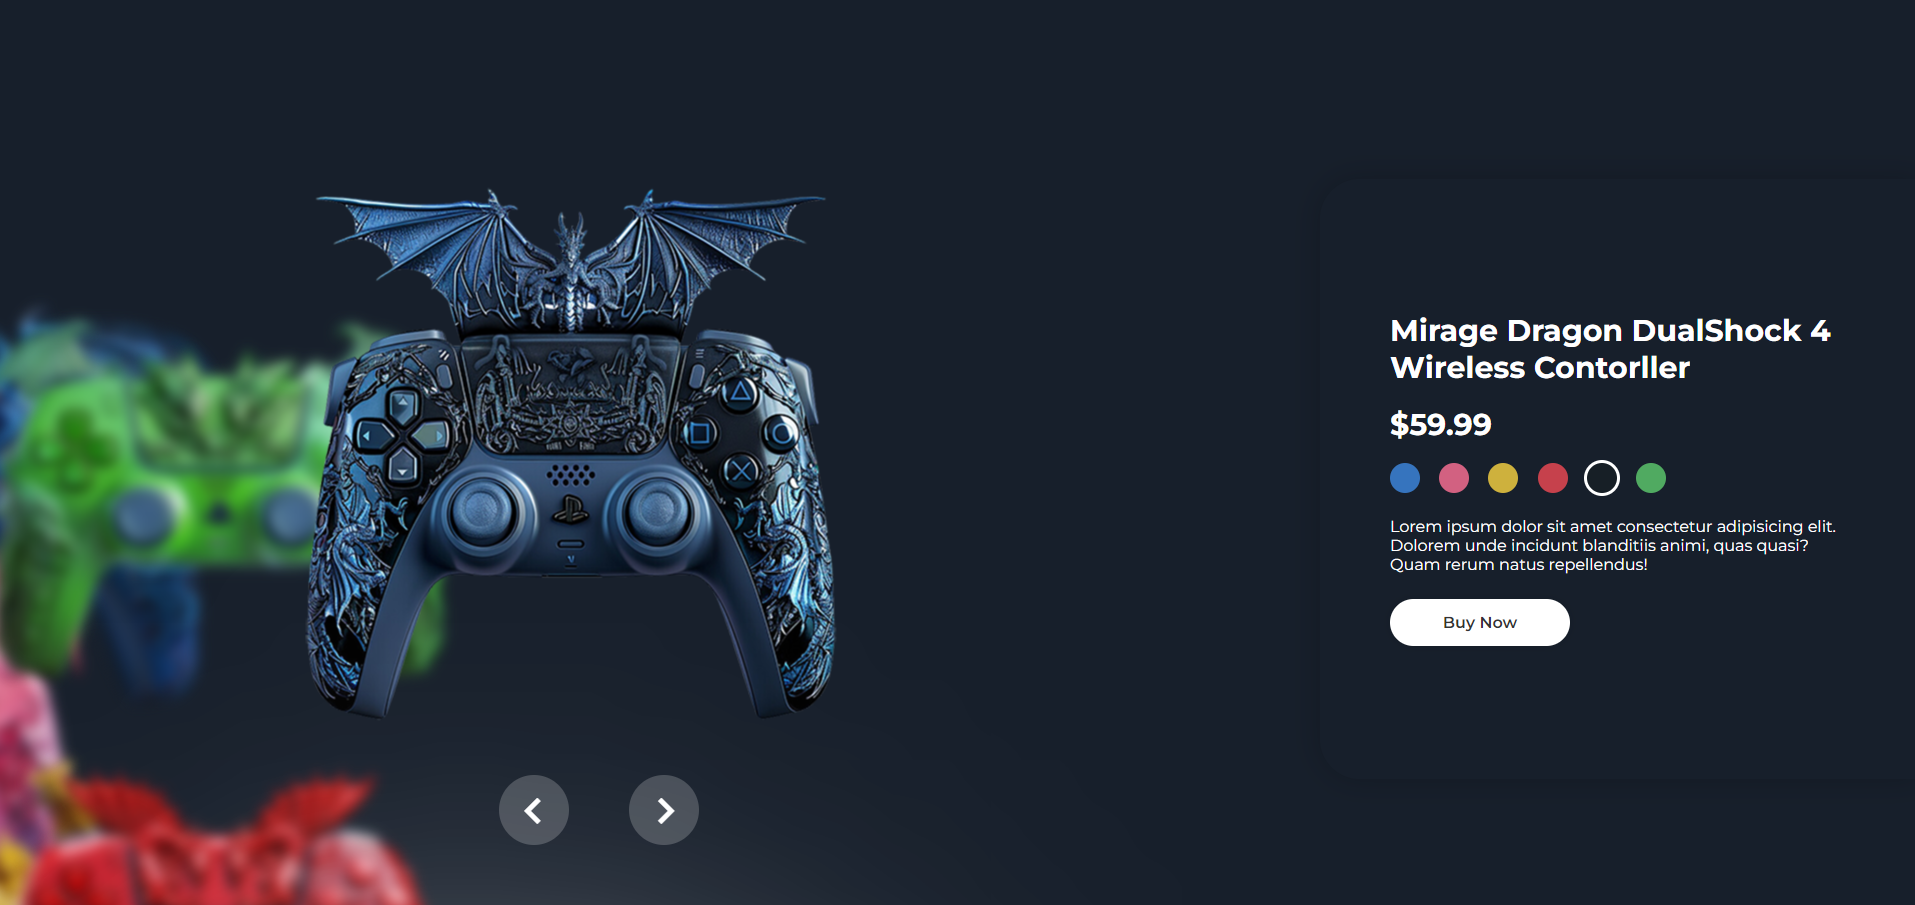 Mirage Dragon DualShock 4
Wireless Contorller
$59.99
Lorem ipsum dolor sit amet consectetur adipisicing elit.
Dolorem unde incidunt blanditiis animi, quas quasi?
Quam rerum natus repellendus!
Buy Now